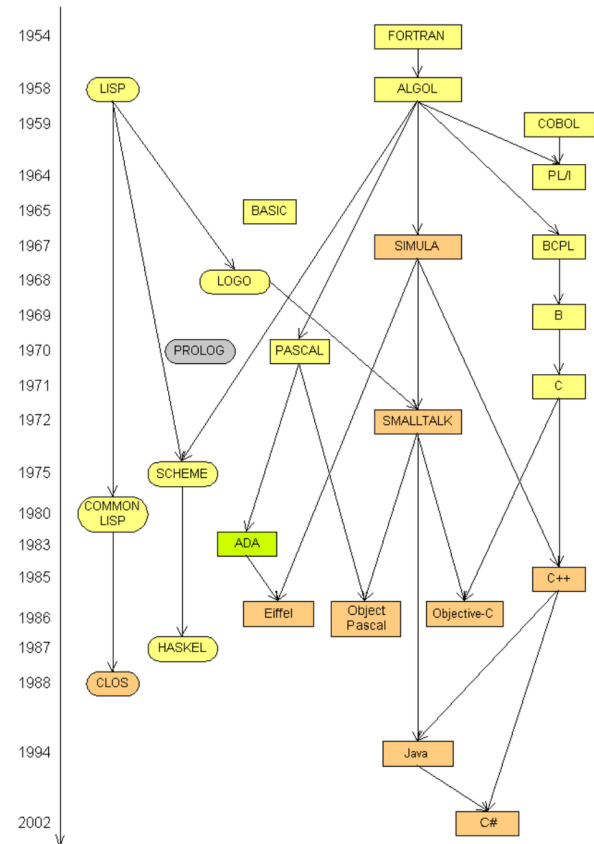 1954
FORTRAN
1958
LISP
ALGOL
1959
COBOL
1964
PL/I
1965
BASIC
1967
SIMULA
BCPL
1968
LOGO
1969
B
1970
PROLOG
PASCAL
1971
C
1972
SMALLTALK
1975
SCHEME
1980
COMMON
LISP
1983
ADA
1985
C++
1986
Eiffel
Object
Pascal
Objective-C
1987
HASKEL
1988
CLOS
1994
Java
2002
C#